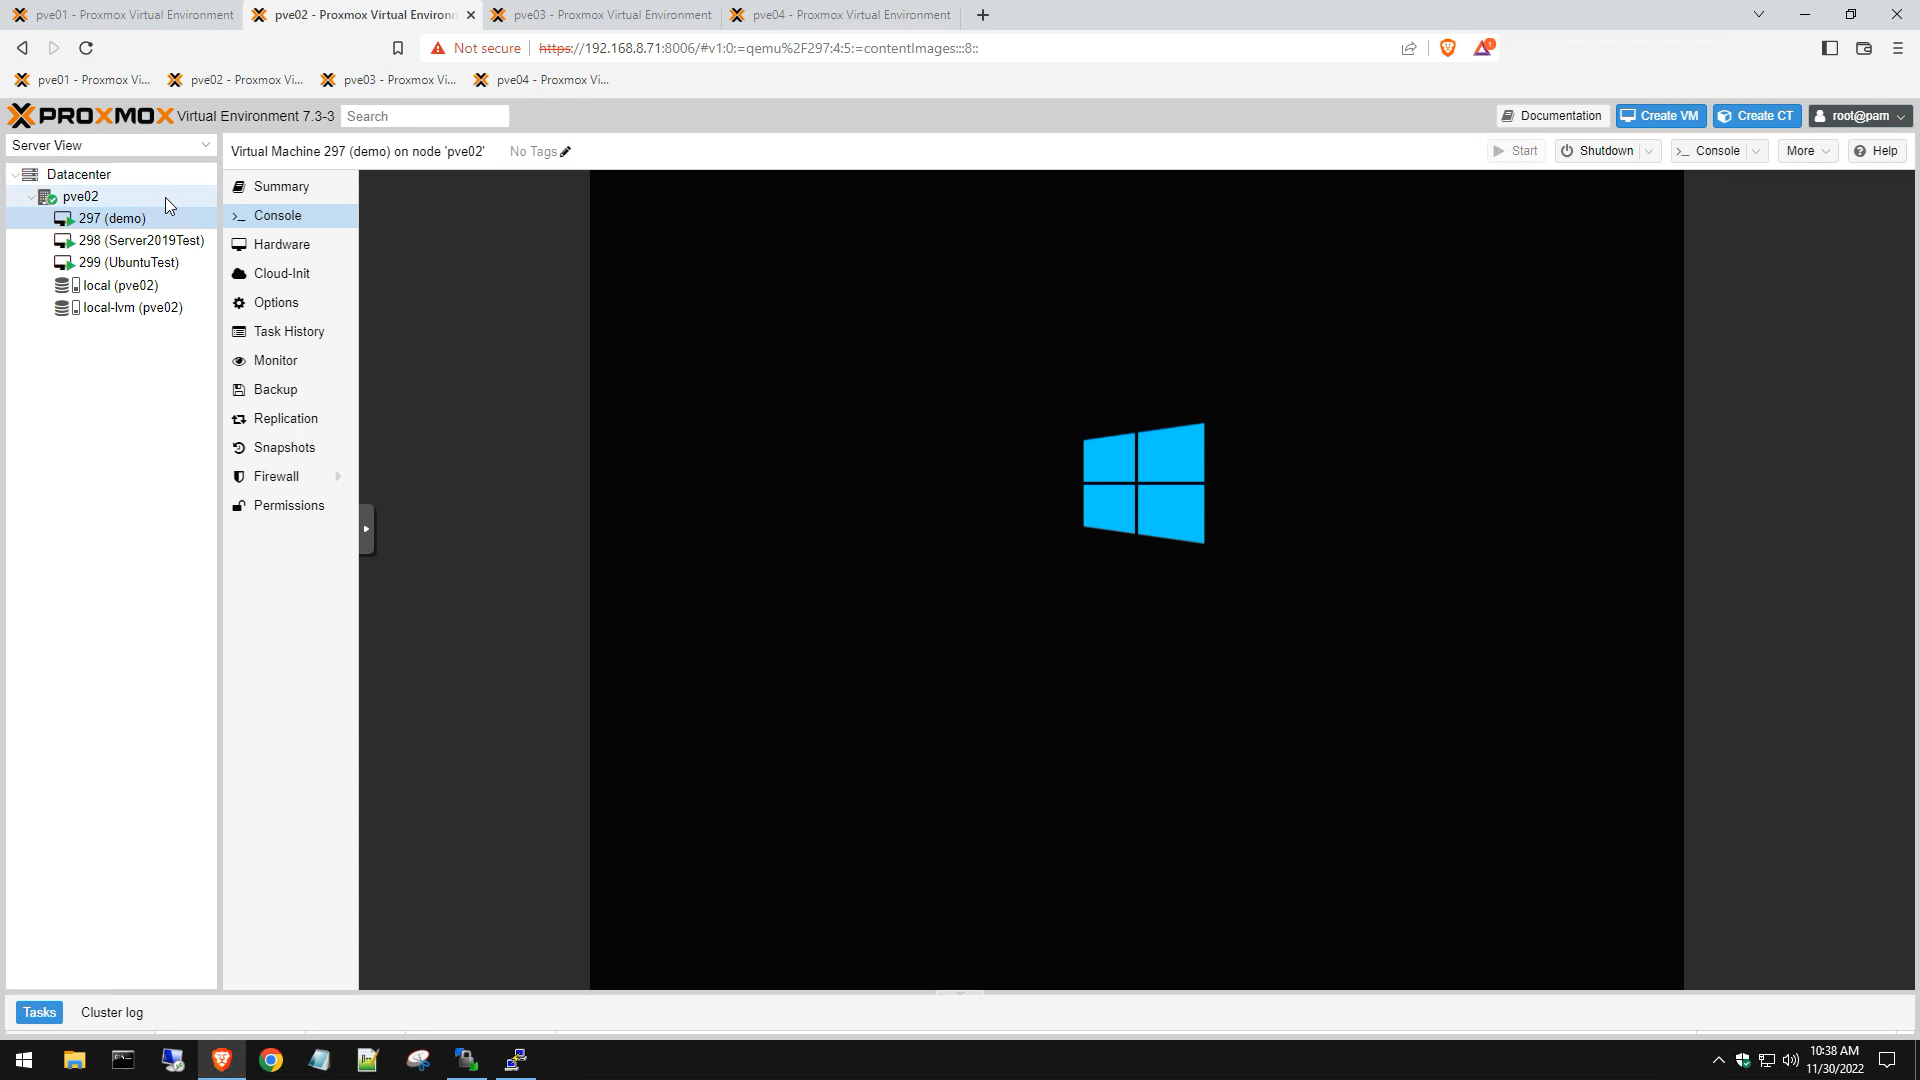 pve01 - Proxmox Virtual Environment
pve02 - Proxmox Virtual Environ
pve03 - Proxmox Virtual Environment
pve04 - Proxmox Virtual Environment
Not secure
https://192.168.8.71:8006/#v1:0:=qemu%2F297:4:5:=contentImages:::8::
1
pve01 - Proxmox Vi...
pve02 - Proxmox Vi...
pve03 - Proxmox Vi...
pve04 - Proxmox Vi...
PROXMOX Virtual Environment 7.3-3
Search
Documentation
Create VM
Create CT
root@pam
Server View
Virtual Machine 297 (demo) on node 'pve02'
No Tags
Start
Shutdown
>_ Console
More
Help
Datacenter
pve02
297 (demo)
298 (Server2019Test)
299 (UbuntuTest)
local (pve02)
local-lvm (pve02)
Summary
>_ Console
Hardware
Cloud-Init
Options
Task History
Monitor
Backup
Replication
Snapshots
Firewall
Permissions
Tasks
Cluster log
10:38 AM
11/30/2022